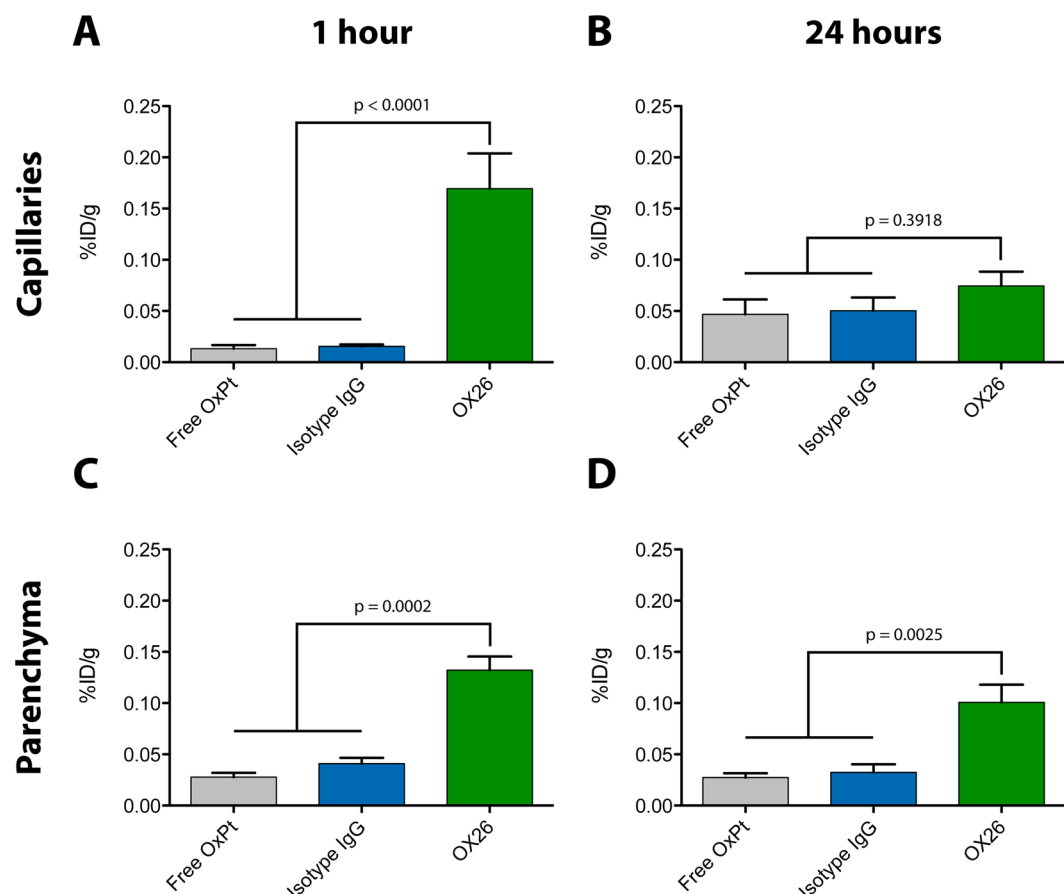 A
1 hour
B
24 hours
Capillaries
%ID/g
0.25
0.20
0.15
0.10
0.05
0.00
p < 0.0001
Free OxPt
Isotype IgG
OX26
%ID/g
0.25
0.20
0.15
0.10
0.05
0.00
p = 0.3918
Free OxPt
Isotype IgG
OX26
C
D
Parenchyma
%ID/g
0.25
0.20
0.15
0.10
0.05
0.00
p = 0.0002
Free OxPt
Isotype IgG
OX26
%ID/g
0.25
0.20
0.15
0.10
0.05
0.00
p = 0.0025
Free OxPt
Isotype IgG
OX26